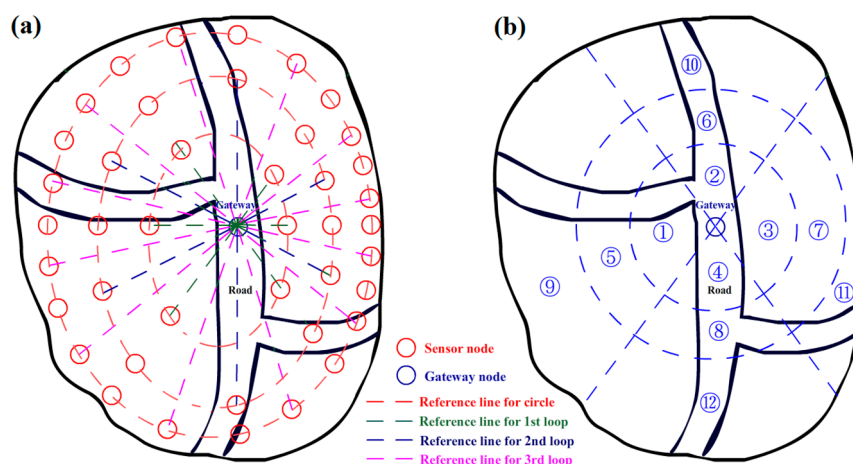 (a)
Gateway
Road
Sensor node
Gateway node
Reference line for circle
Reference line for 1st loop
Reference line for 2nd loop
Reference line for 3rd loop
(b)
⑩
⑥
②
Gateway
① ③ ⑦
⑤
④
⑨ ⑪
Road
⑧
⑫